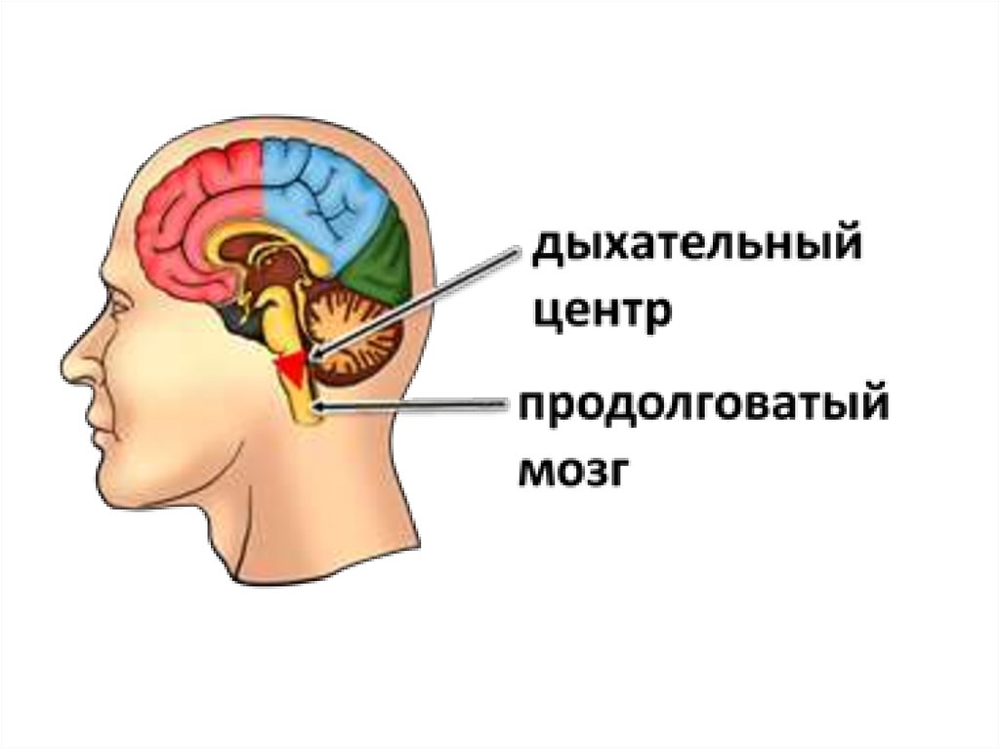 дыхательный
центр
продолговатый
мозг